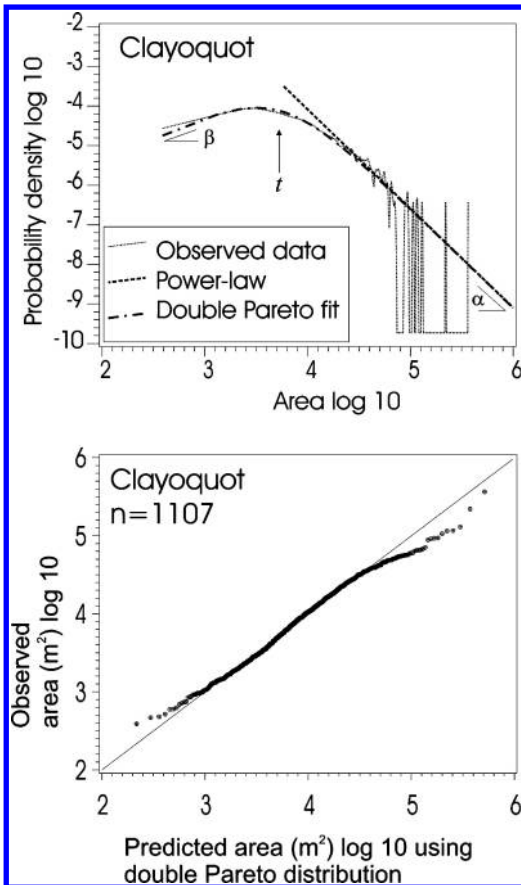 Clayoquot
Probability density log 10
-2
-3
-4
-5
-6
-7
-8
-9
-10
β
t
α
Observed data
Power-law
Double Pareto fit
2 3 4 5 6
Area log 10
Clayoquot
n=1107
Observed
area (m²) log 10
6
5
4
3
2
2 3 4 5 6
Predicted area (m²) log 10 using
double Pareto distribution